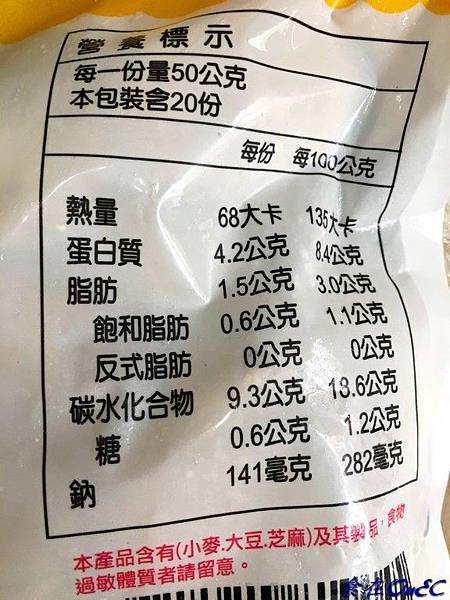 營養標示
每一份量50公克
本包裝含20份
每份 每100公克
熱量 68大卡 135大卡
蛋白質 4.2公克 8.4公克
脂肪 1.5公克 3.0公克
飽和脂肪 0.6公克 1.1公克
反式脂肪 0公克 0公克
碳水化合物 9.3公克 18.6公克
糖 0.6公克 1.2公克
鈉 141毫克 282毫克
本產品含有(小麥.大豆.芝麻)及其製品,食物
過敏體質者請留意。
食在OneC